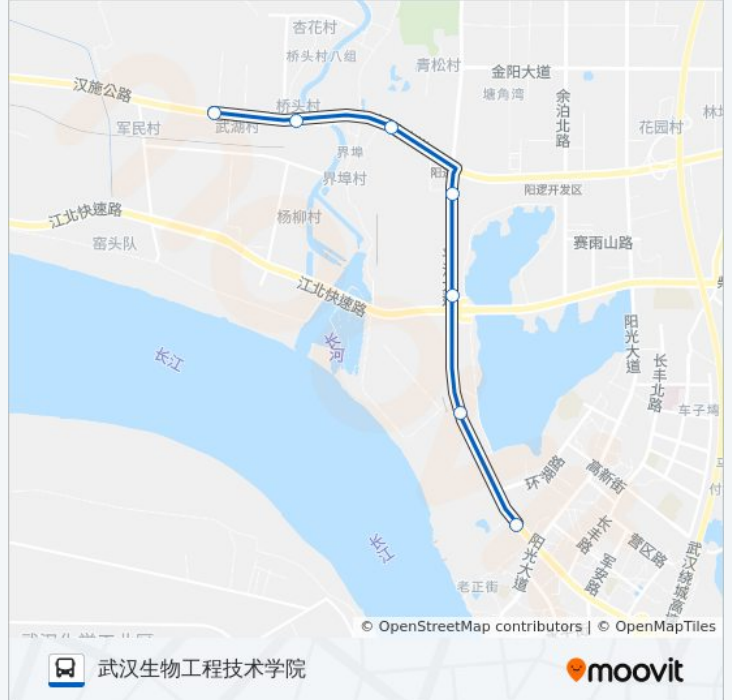 杏花村
桥头村八组
青松村
金阳大道
汉施公路
塘角湾
余泊北路
桥头村
军民村
武湖村
花园村
界埠
界埠村
阳逻开发区
江北快速路
杨柳村
窑头队
赛雨山路
江北快速路
阳光大道
长江
长河
长丰北路
车子埫
环湖路
高新街
长江
长丰路
营区路
军安路
阳光大道
老正街
武汉绕城高
© OpenStreetMap contributors | © OpenMapTiles
武汉生物工程技术学院
moovit